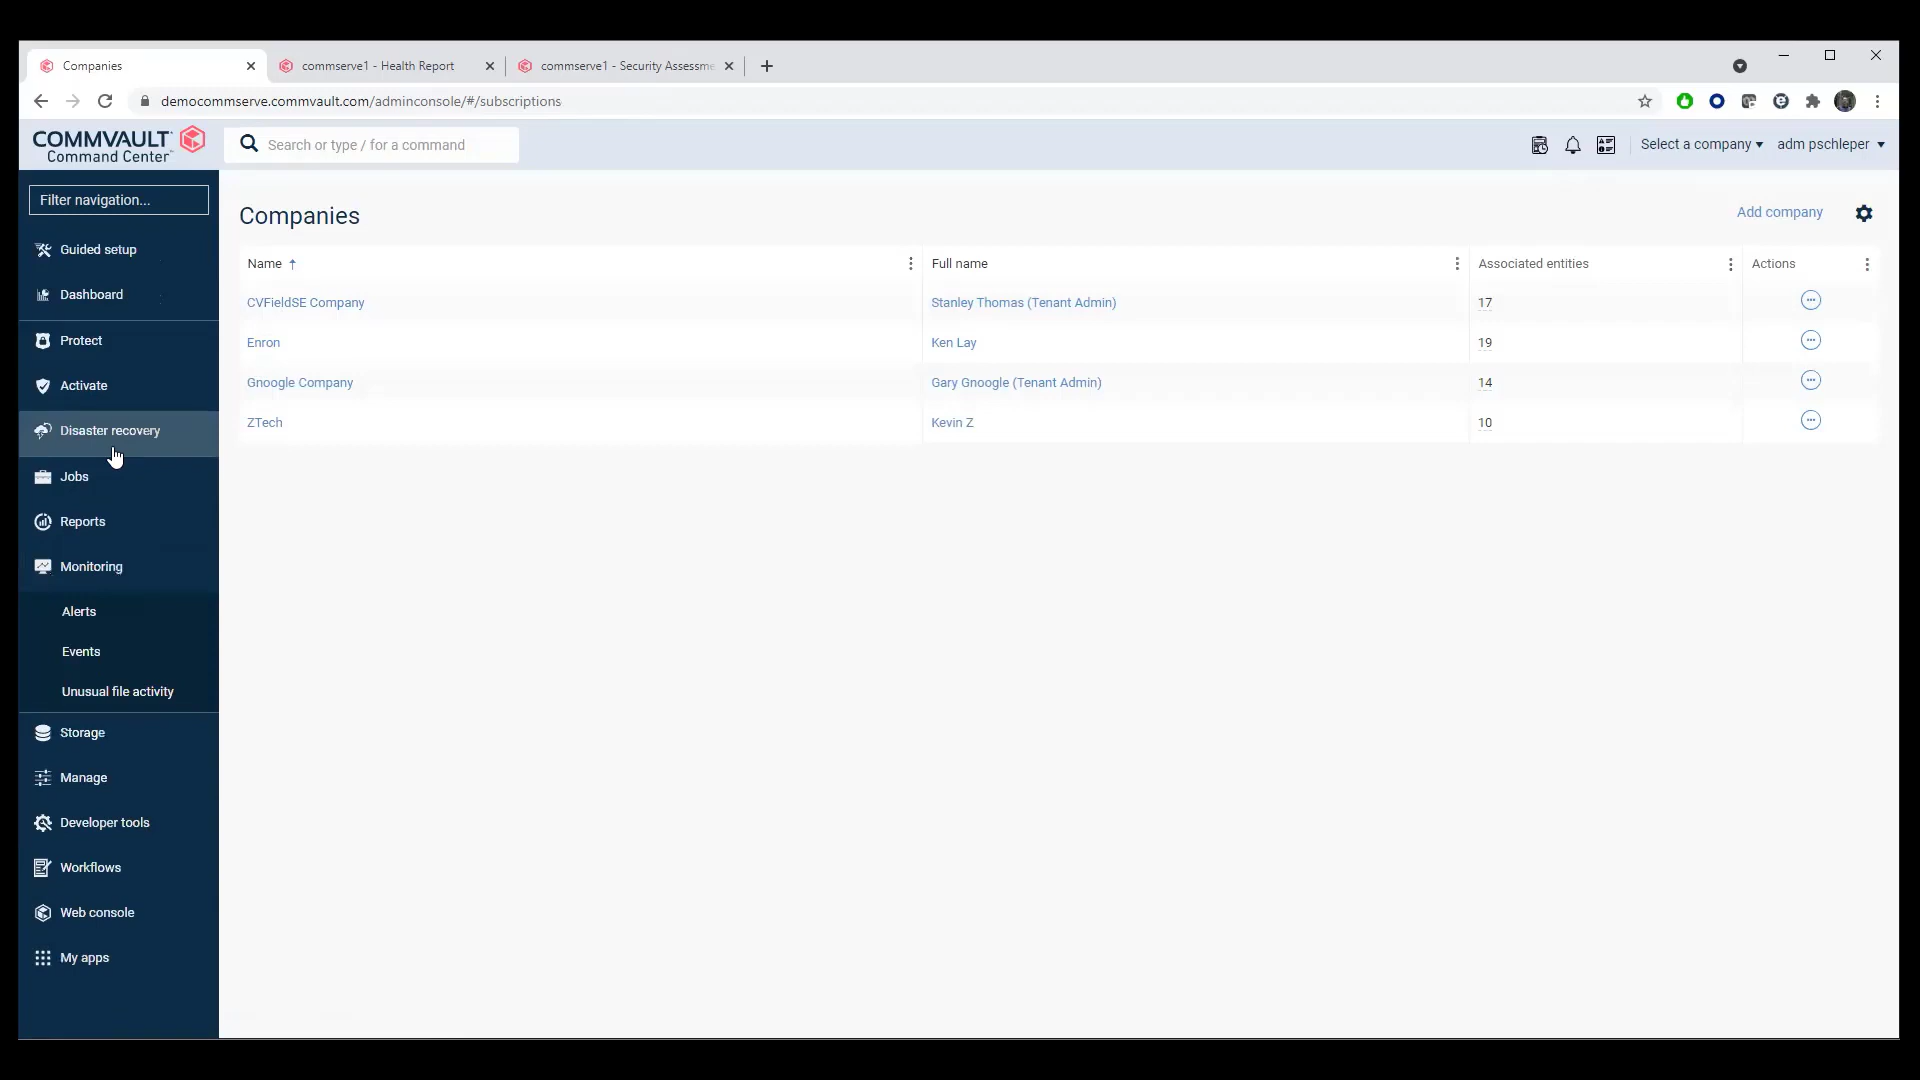 Companies
commserve1 - Health Report
commserve1 - Security Assessme
democommserve.commvault.com/adminconsole/#/subscriptions
COMMVAULT
Command Center™
Search or type / for a command
Select a company
adm pschleper
Filter navigation...
Guided setup
Dashboard
Protect
Activate
Disaster recovery
Jobs
Reports
Monitoring
Alerts
Events
Unusual file activity
Storage
Manage
Developer tools
Workflows
Web console
My apps
Companies
Add company
Name ↑ Full name Associated entities Actions
CVFieldSE Company Stanley Thomas (Tenant Admin) 17
Enron Ken Lay 19
Gnoogle Company Gary Gnoogle (Tenant Admin) 14
ZTech Kevin Z 10